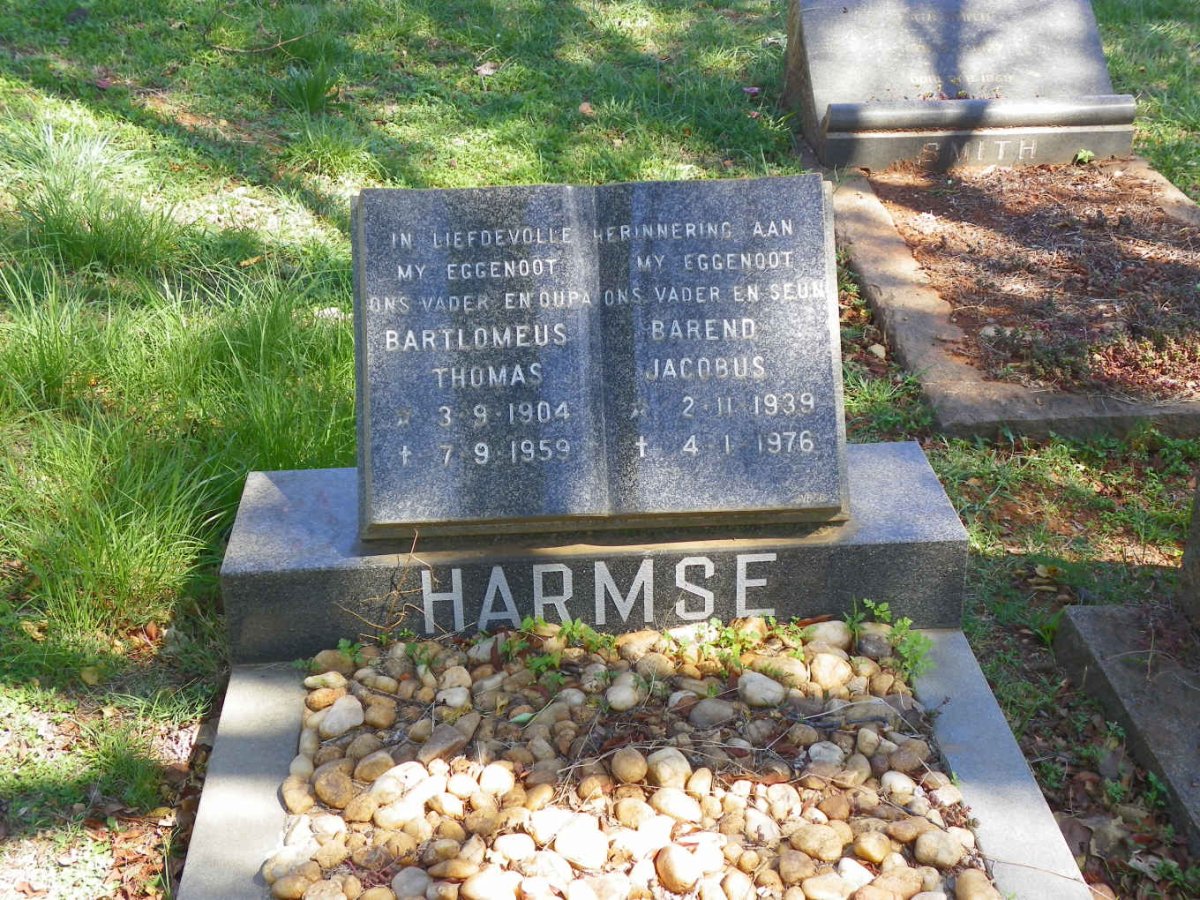 IN LIEFDEVOLLE HERINNERING AAN
MY EGGENOOT
ONS VADER EN OUPA
BARTLOMEUS
THOMAS
☆ 3·9·1904
† 7·9·1959
MY EGGENOOT
ONS VADER EN SEUN
BAREND
JACOBUS
☆ 2·11·1939
† 4·1·1976
HARMSE
SMITH